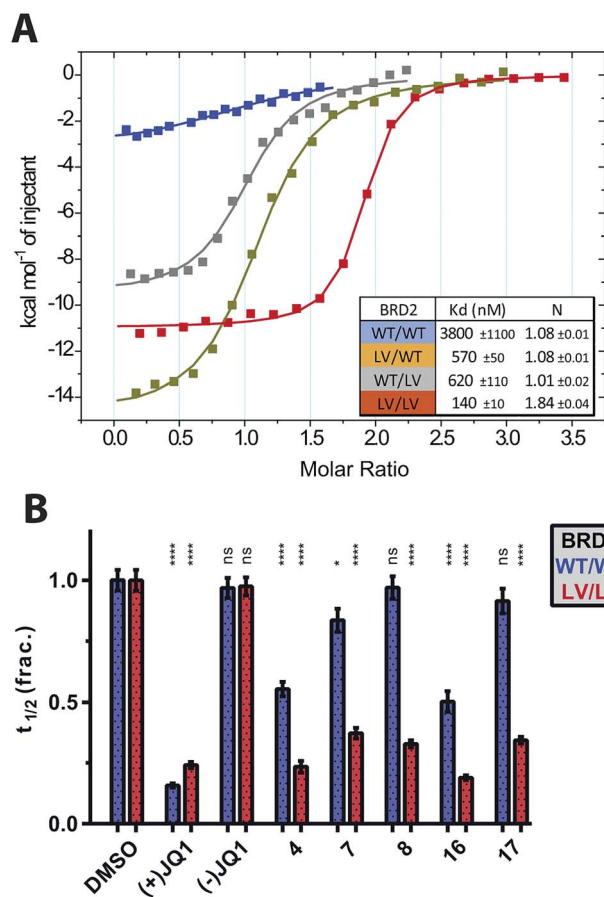 A
kcal mol⁻¹ of injectant
0
-2
-4
-6
-8
-10
-12
-14
0.0 0.5 1.0 1.5 2.0 2.5 3.0 3.5
Molar Ratio
BRD2 Kd (nM) N
WT/WT 3800 ±1100 1.08 ±0.01
LV/WT 570 ±50 1.08 ±0.01
WT/LV 620 ±110 1.01 ±0.02
LV/LV 140 ±10 1.84 ±0.04
B
t1/2 (frac.)
1.0
0.5
0.0
**** **** ns ns **** **** * **** ns **** **** **** ns ****
BRD
WT/W
LV/L
DMSO (+)JQ1 (-)JQ1 4 7 8 16 17